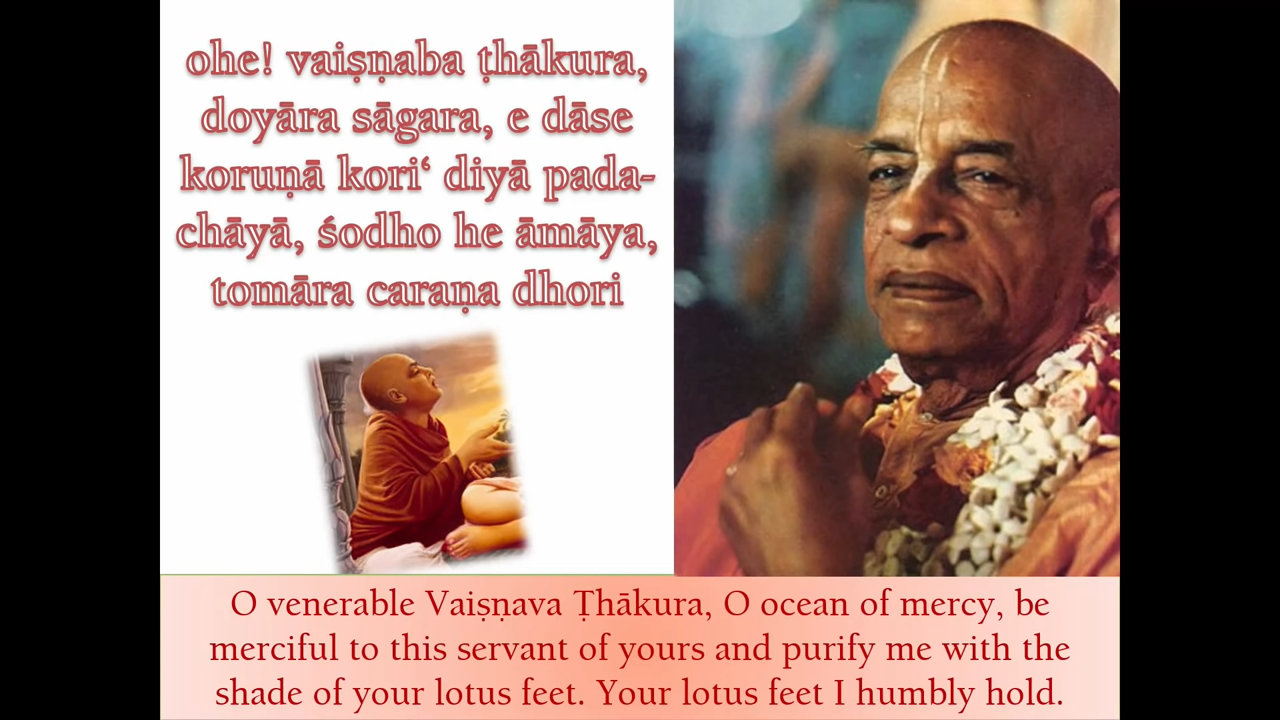 ohe! vaiṣṇaba ṭhākura,
doyāra sāgara, e dāse
koruṇā kori‘ diyā pada-
chāyā, śodho he āmāya,
tomāra caraṇa dhori
O venerable Vaiṣṇava Ṭhākura, O ocean of mercy, be
merciful to this servant of yours and purify me with the
shade of your lotus feet. Your lotus feet I humbly hold.